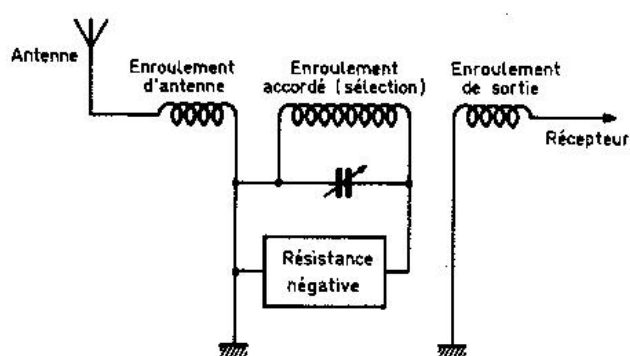 Antenne
Enroulement
d'antenne
Enroulement
accordé (sélection)
Enroulement
de sortie
Récepteur
Résistance
négative